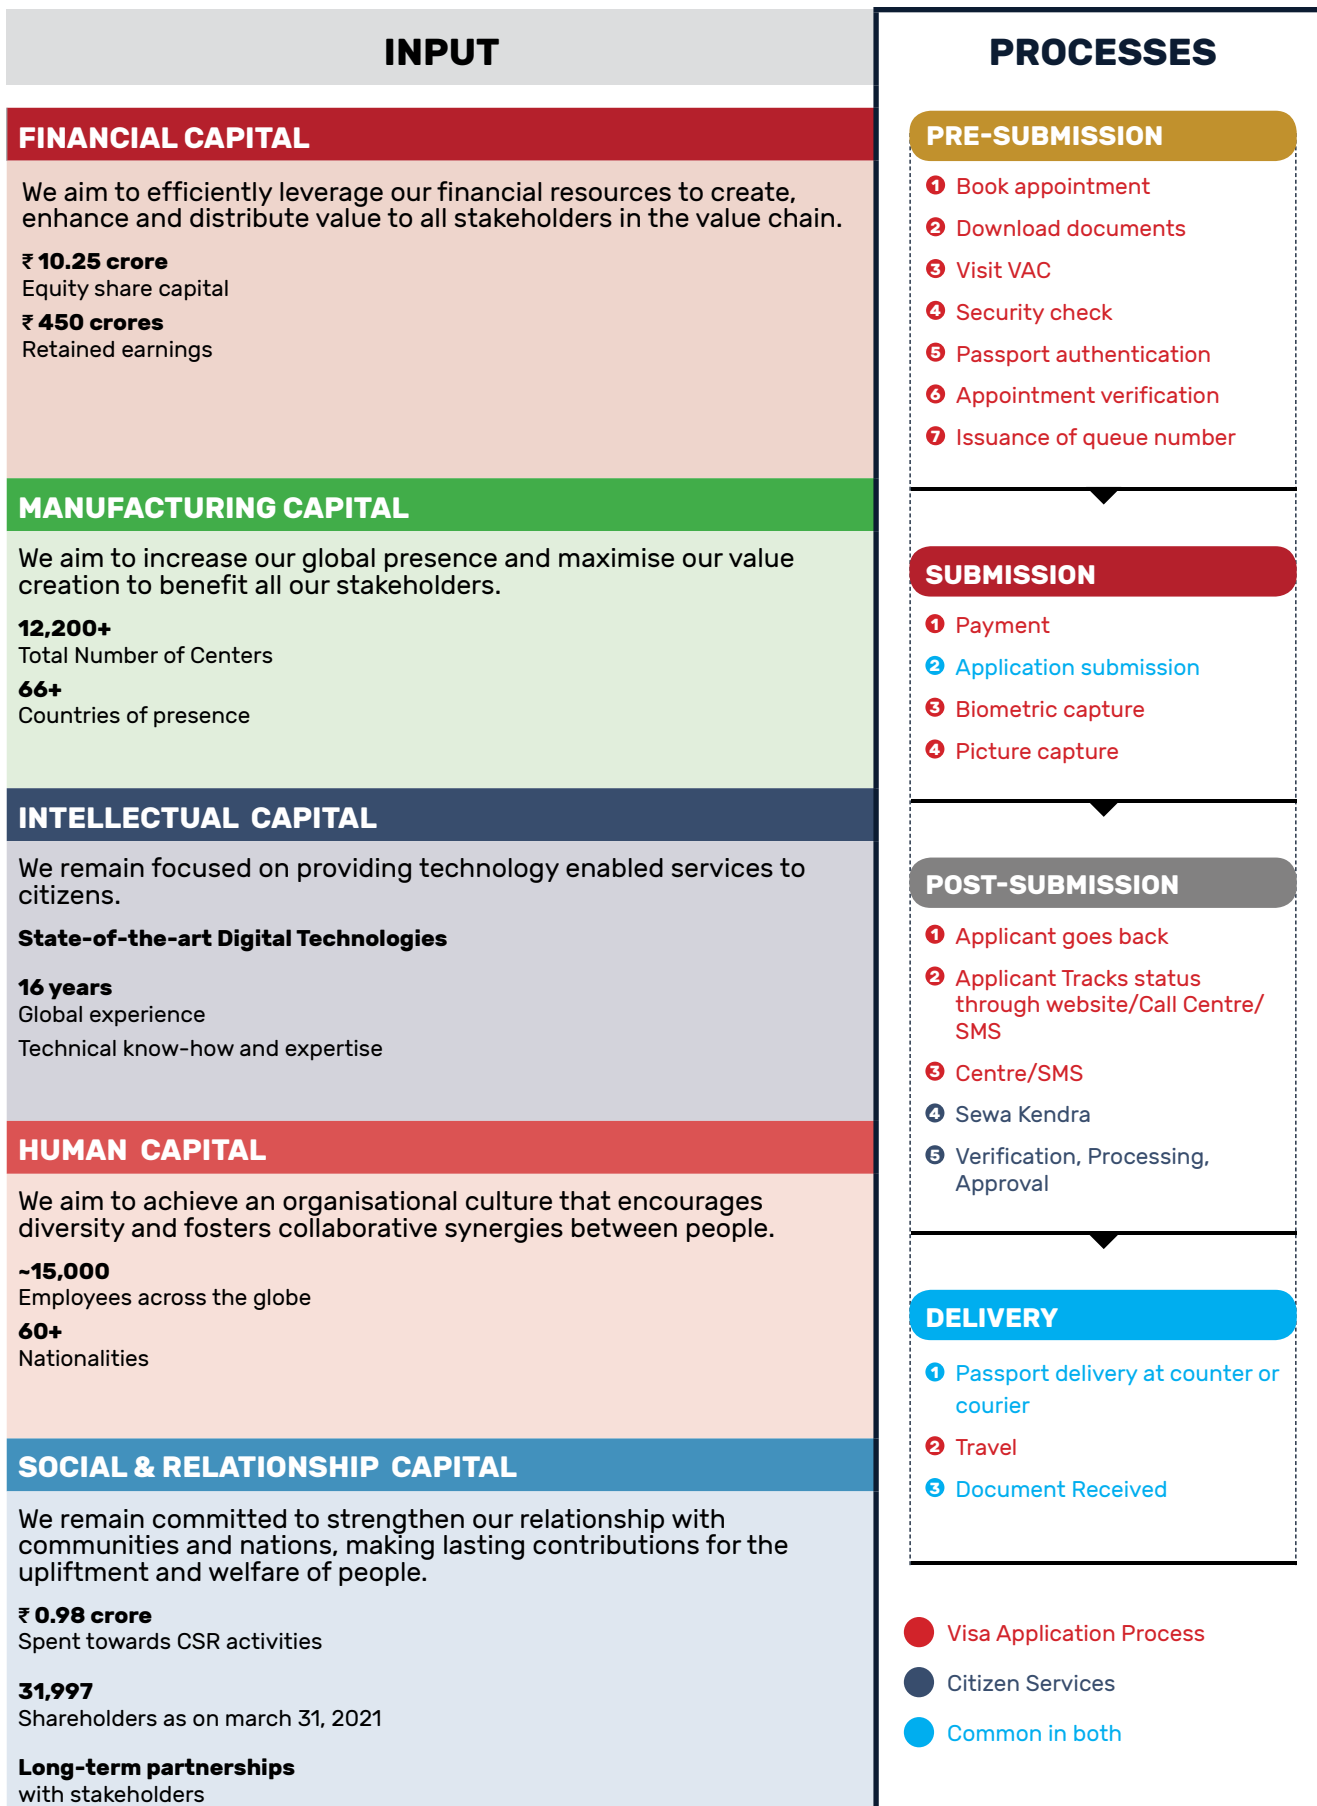 INPUT
FINANCIAL CAPITAL
We aim to efficiently leverage our financial resources to create,
enhance and distribute value to all stakeholders in the value chain.
₹ 10.25 crore
Equity share capital
₹ 450 crores
Retained earnings
MANUFACTURING CAPITAL
We aim to increase our global presence and maximise our value
creation to benefit all our stakeholders.
12,200+
Total Number of Centers
66+
Countries of presence
INTELLECTUAL CAPITAL
We remain focused on providing technology enabled services to
citizens.
State-of-the-art Digital Technologies
16 years
Global experience
Technical know-how and expertise
HUMAN CAPITAL
We aim to achieve an organisational culture that encourages
diversity and fosters collaborative synergies between people.
~15,000
Employees across the globe
60+
Nationalities
SOCIAL & RELATIONSHIP CAPITAL
We remain committed to strengthen our relationship with
communities and nations, making lasting contributions for the
upliftment and welfare of people.
₹ 0.98 crore
Spent towards CSR activities
31,997
Shareholders as on march 31, 2021
Long-term partnerships
with stakeholders
PROCESSES
PRE-SUBMISSION
1 Book appointment
2 Download documents
3 Visit VAC
4 Security check
5 Passport authentication
6 Appointment verification
7 Issuance of queue number
SUBMISSION
1 Payment
2 Application submission
3 Biometric capture
4 Picture capture
POST-SUBMISSION
1 Applicant goes back
2 Applicant Tracks status
through website/Call Centre/
SMS
3 Centre/SMS
4 Sewa Kendra
5 Verification, Processing,
Approval
DELIVERY
1 Passport delivery at counter or
courier
2 Travel
3 Document Received
Visa Application Process
Citizen Services
Common in both